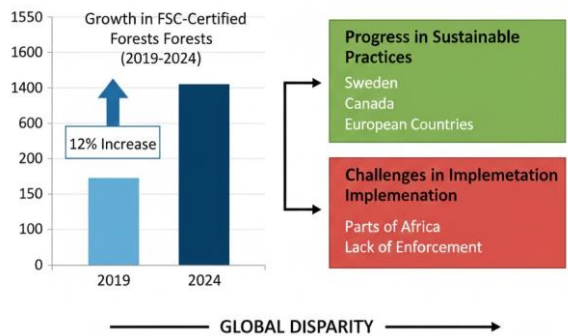 Growth in FSC-Certified
Forests Forests
(2019-2024)
1550
1600
1400
600
200
150
100
0
12% Increase
2019
2024
Progress in Sustainable
Practices
Sweden
Canada
European Countries
Challenges in Implemetation
Implemenation
Parts of Africa
Lack of Enforcement
GLOBAL DISPARITY